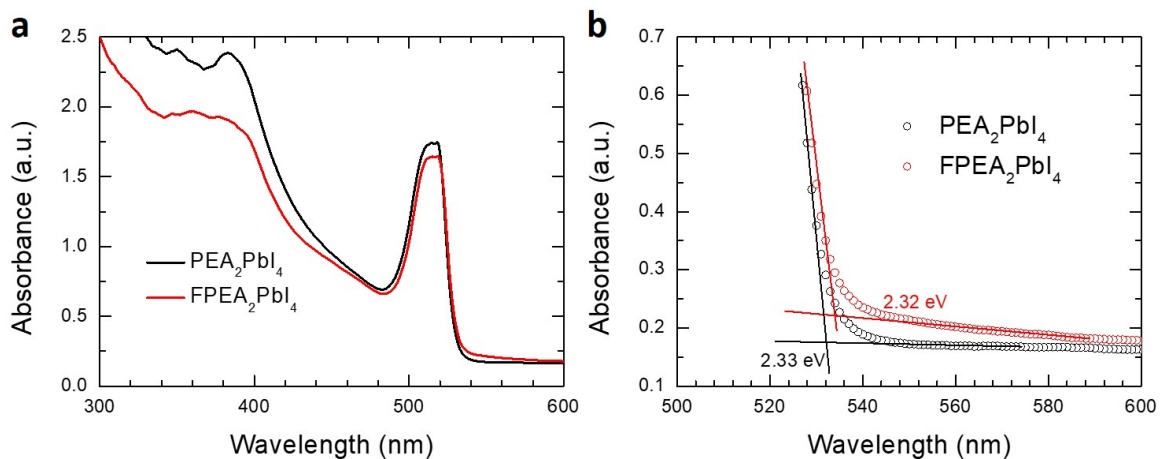 a
2.5
2.0
1.5
1.0
0.5
0.0
Absorbance (a.u.)
PEA₂PbI₄
FPEA₂PbI₄
300 400 500 600
Wavelength (nm)
b
0.7
0.6
0.5
0.4
0.3
0.2
0.1
Absorbance (a.u.)
PEA₂PbI₄
FPEA₂PbI₄
2.32 eV
2.33 eV
500 520 540 560 580 600
Wavelength (nm)